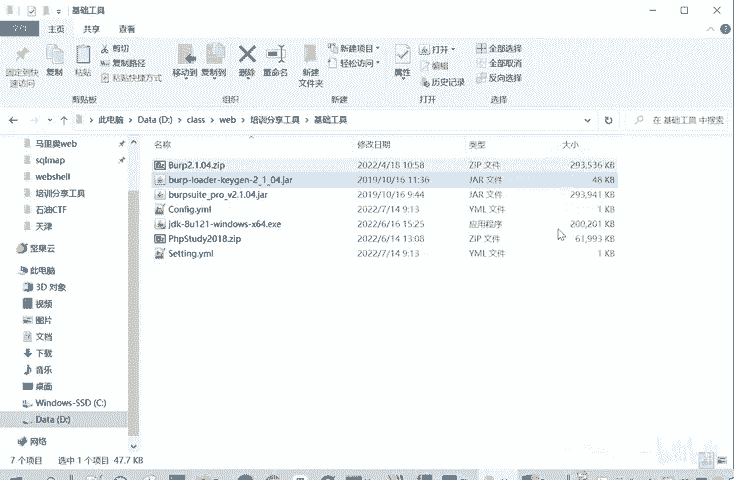 基础工具
文件 主页 共享 查看
固定到快速访问 复制 粘贴 剪切 复制路径 粘贴快捷方式 移动到 复制到 删除 重命名 新建文件夹 新建项目 轻松访问 属性 打开 编辑 历史记录 全部选择 全部取消 反向选择
剪贴板 组织 新建 打开 选择
此电脑 > Data (D:) > class > web > 培训分享工具 > 基础工具 在 基础工具 中搜索
名称 修改日期 类型 大小
Burp2.1.04.zip 2022/4/18 10:58 ZIP 文件 293,536 KB
burp-loader-keygen-2_1_04.jar 2019/10/16 11:36 JAR 文件 48 KB
burpsuite_pro_v2.1.04.jar 2019/10/16 9:44 JAR 文件 293,941 KB
Config.yml 2022/7/14 9:13 YML 文件 1 KB
jdk-8u121-windows-x64.exe 2022/6/16 15:25 应用程序 200,201 KB
PhpStudy2018.zip 2022/6/14 13:08 ZIP 文件 61,993 KB
Setting.yml 2022/7/14 9:13 YML 文件 1 KB
马里奥web
sqlmap
webshell
培训分享工具
石油CTF
天津
坚果云
此电脑
3D 对象
视频
图片
文档
下载
音乐
桌面
Windows-SSD (C:)
Data (D:)
网络
7 个项目 选中 1 个项目 47.7 KB